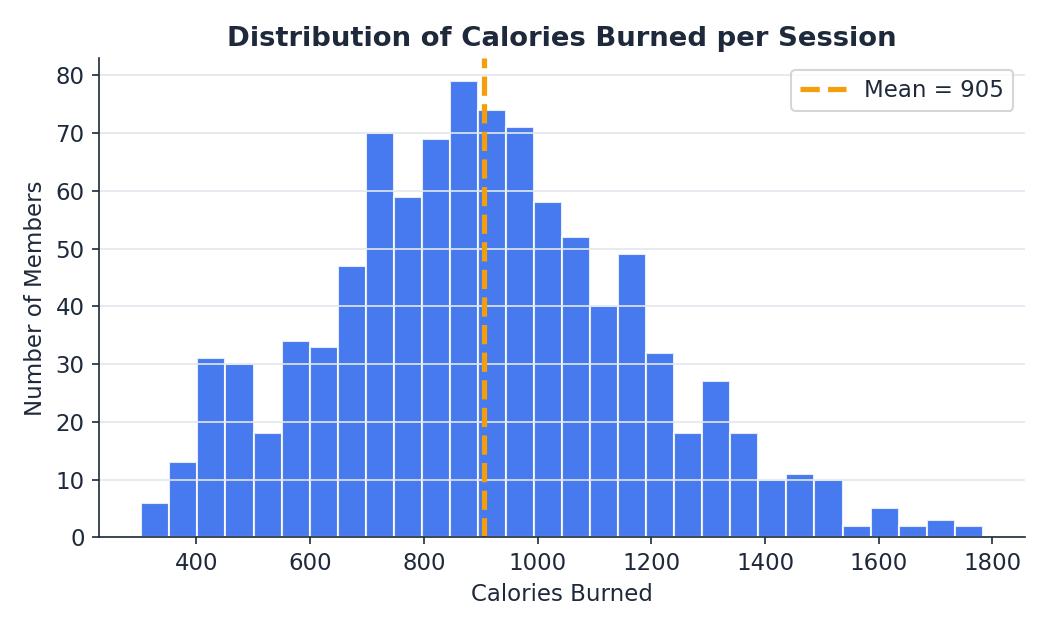 Distribution of Calories Burned per Session
Mean = 905
Number of Members
80
70
60
50
40
30
20
10
0
400 600 800 1000 1200 1400 1600 1800
Calories Burned